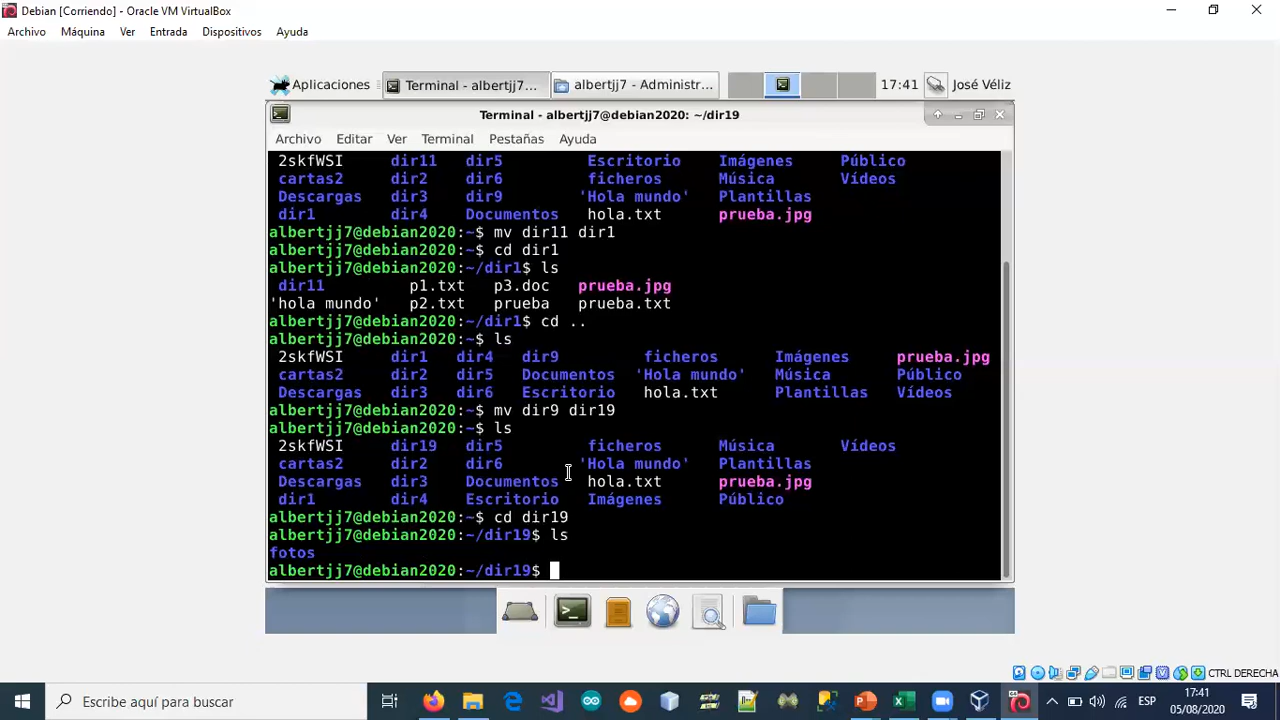 Debian [Corriendo] - Oracle VM VirtualBox
Archivo Máquina Ver Entrada Dispositivos Ayuda
Aplicaciones Terminal - albertjj7... albertjj7 - Administr... 17:41 José Véliz
Terminal - albertjj7@debian2020: ~/dir19
Archivo Editar Ver Terminal Pestañas Ayuda
2skfWSI dir11 dir5 Escritorio Imágenes Público
cartas2 dir2 dir6 ficheros Música Vídeos
Descargas dir3 dir9 'Hola mundo' Plantillas
dir1 dir4 Documentos hola.txt prueba.jpg
albertjj7@debian2020:~$ mv dir11 dir1
albertjj7@debian2020:~$ cd dir1
albertjj7@debian2020:~/dir1$ ls
dir11 p1.txt p3.doc prueba.jpg
'hola mundo' p2.txt prueba prueba.txt
albertjj7@debian2020:~/dir1$ cd ..
albertjj7@debian2020:~$ ls
2skfWSI dir1 dir4 dir9 ficheros Imágenes prueba.jpg
cartas2 dir2 dir5 Documentos 'Hola mundo' Música Público
Descargas dir3 dir6 Escritorio hola.txt Plantillas Vídeos
albertjj7@debian2020:~$ mv dir9 dir19
albertjj7@debian2020:~$ ls
2skfWSI dir19 dir5 ficheros Música Vídeos
cartas2 dir2 dir6 'Hola mundo' Plantillas
Descargas dir3 Documentos hola.txt prueba.jpg
dir1 dir4 Escritorio Imágenes Público
albertjj7@debian2020:~$ cd dir19
albertjj7@debian2020:~/dir19$ ls
fotos
albertjj7@debian2020:~/dir19$
CTRL DERECHA
Escribe aquí para buscar
ESP
17:41
05/08/2020